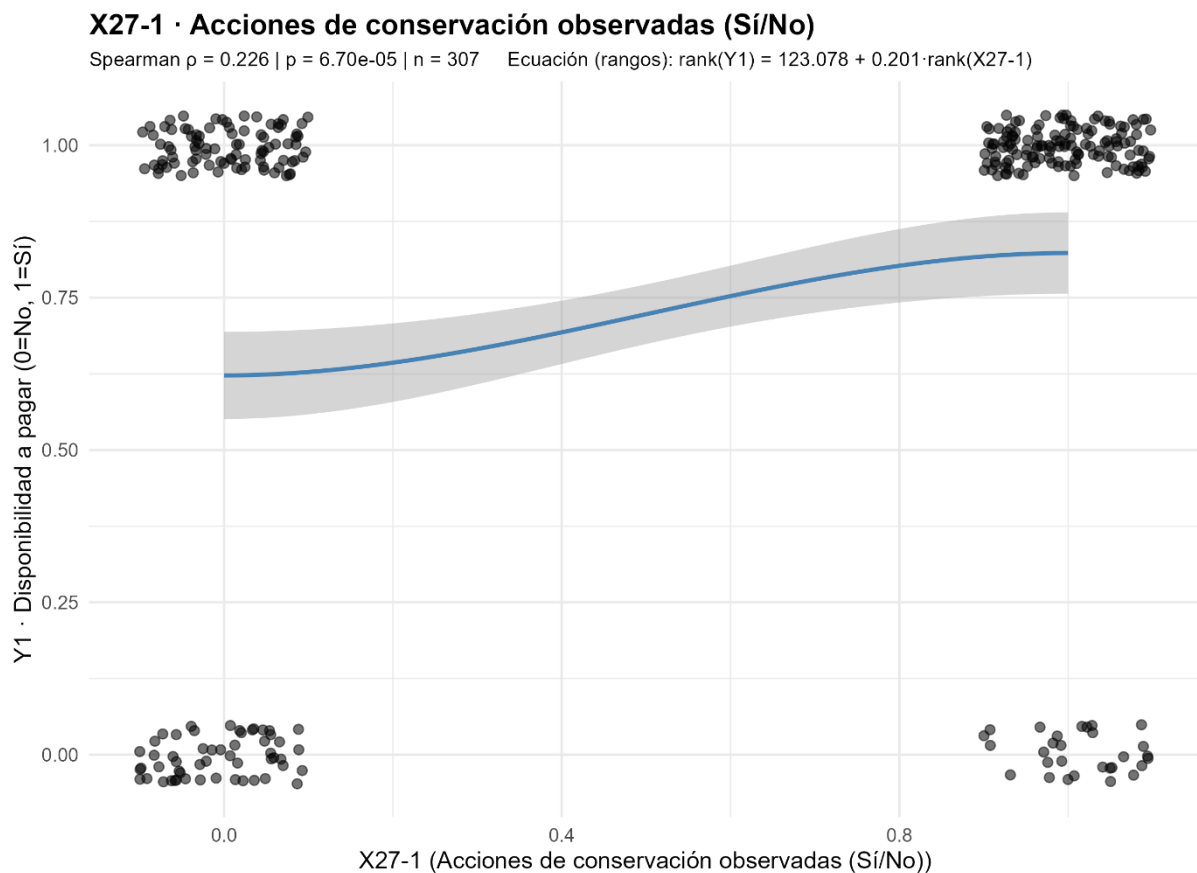 X27-1 · Acciones de conservación observadas (Sí/No)
Spearman ρ = 0.226 | p = 6.70e-05 | n = 307 Ecuación (rangos): rank(Y1) = 123.078 + 0.201·rank(X27-1)
Y1 · Disponibilidad a pagar (0=No, 1=Sí)
1.00
0.75
0.50
0.25
0.00
0.0 0.4 0.8
X27-1 (Acciones de conservación observadas (Sí/No))